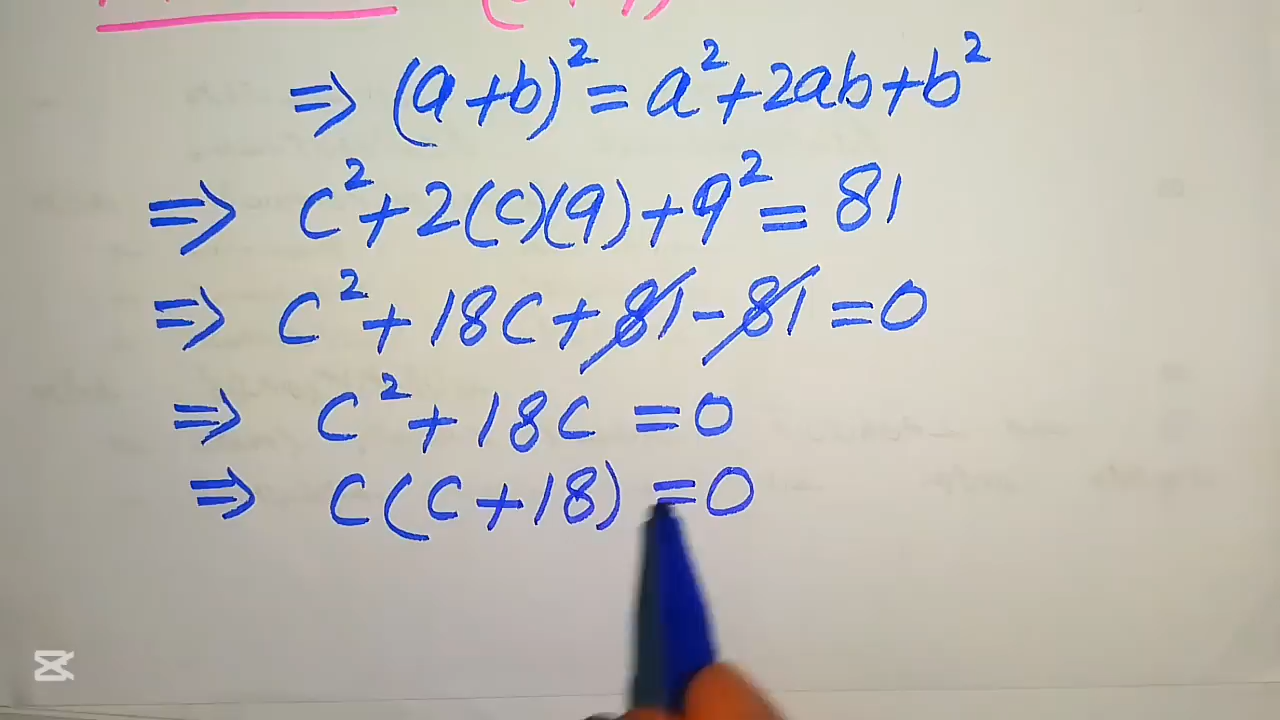 ⇒ (a+b)² = a²+2ab+b²
⇒ c²+2(c)(9)+9² = 81
⇒ c²+18c+81-81=0
⇒ c²+18c=0
⇒ c(c+18)=0